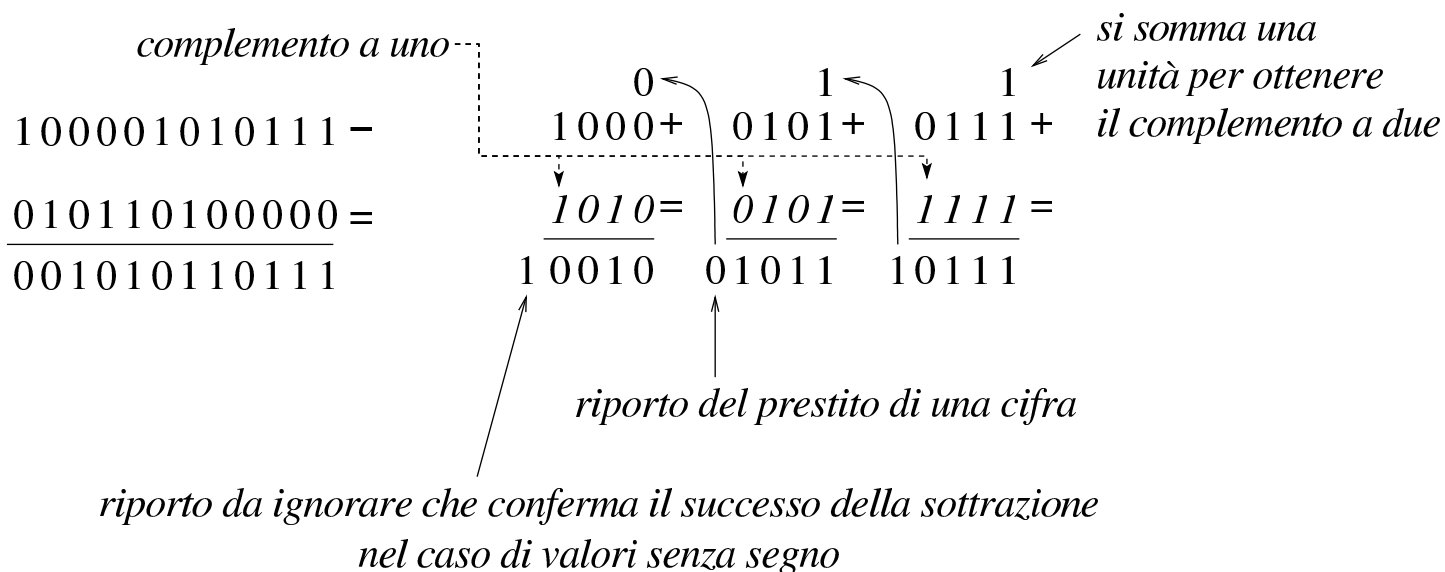 complemento a uno
si somma una
unità per ottenere
il complemento a due
100001010111 −
010110100000 =
001010110111
0 1 1
1000+ 0101+ 0111+
1010= 0101= 1111=
10010 01011 10111
riporto del prestito di una cifra
riporto da ignorare che conferma il successo della sottrazione
nel caso di valori senza segno